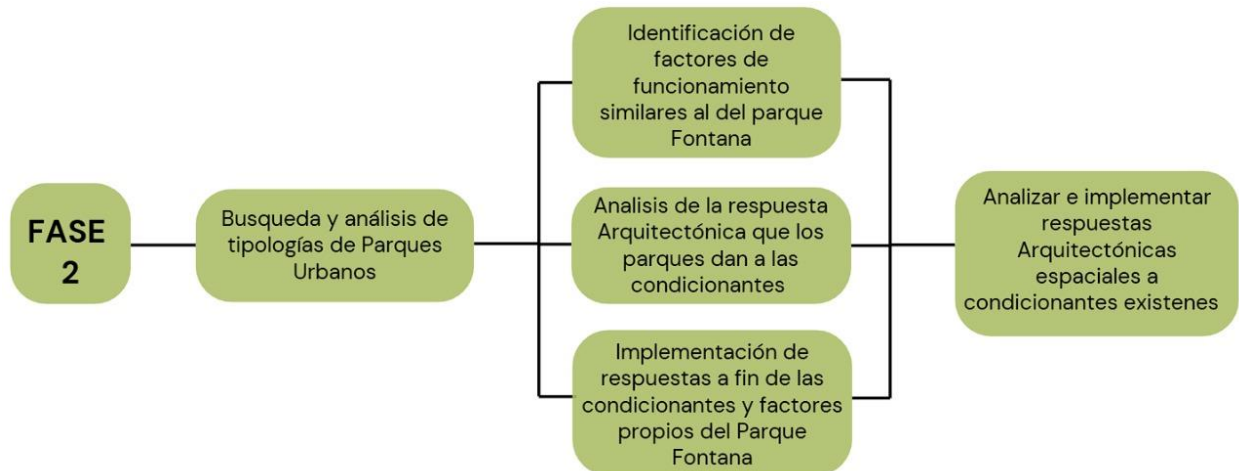 FASE
2
Busqueda y análisis de
tipologías de Parques
Urbanos
Identificación de
factores de
funcionamiento
similares al del parque
Fontana
Analisis de la respuesta
Arquitectónica que los
parques dan a las
condicionantes
Implementación de
respuestas a fin de las
condicionantes y factores
propios del Parque
Fontana
Analizar e implementar
respuestas
Arquitectónicas
espaciales a
condicionantes existenes